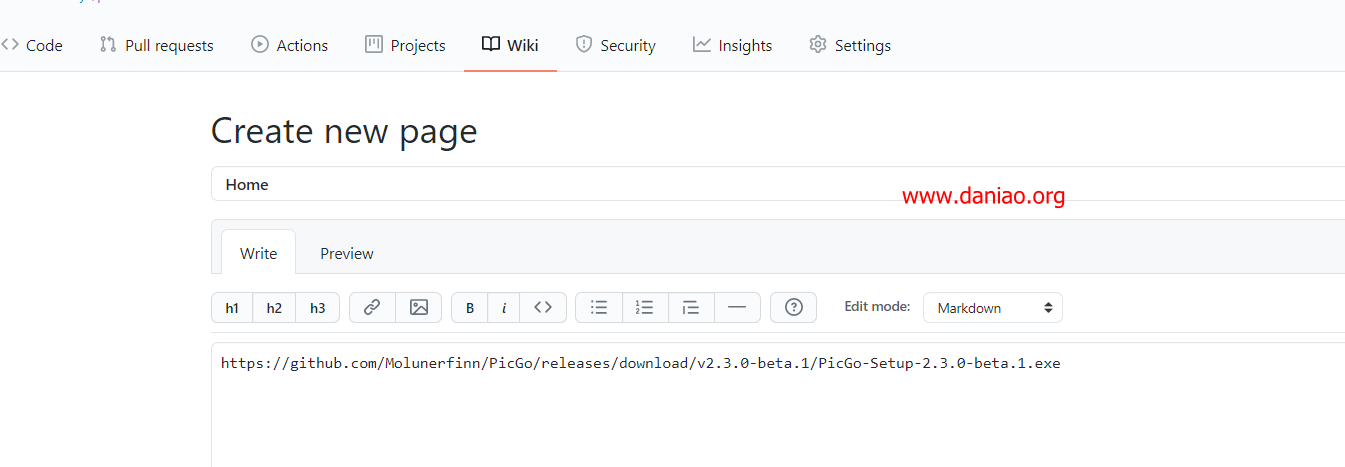 Code Pull requests Actions Projects Wiki Security Insights Settings
Create new page
Home
www.daniao.org
Write Preview
h1 h2 h3 B i Edit mode: Markdown
https://github.com/Molunerfinn/PicGo/releases/download/v2.3.0-beta.1/PicGo-Setup-2.3.0-beta.1.exe